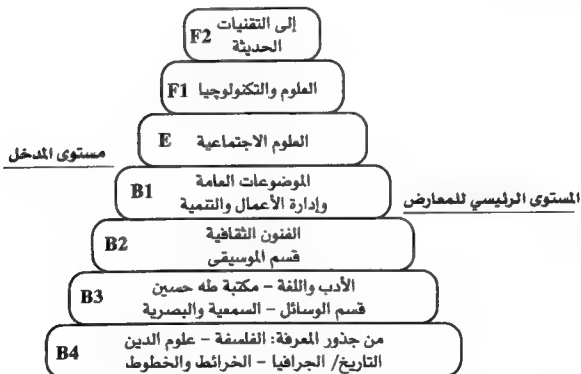 إلى التقنيات F2
الحديثة
العلوم والتكنولوجيا F1
العلوم الاجتماعية E
مستوى المدخل
الموضوعات العامة B1
وإدارة الأعمال والتنمية
المستوى الرئيسي للمعارض
الفنون الثقافية B2
قسم الموسيقى
الأدب واللغة – مكتبة طه حسين B3
قسم الوسائل – السمعية والبصرية
من جذور المعرفة: الفلسفة – علوم الدين B4
التاريخ/ الجرافيا – الخرائط والخطوط